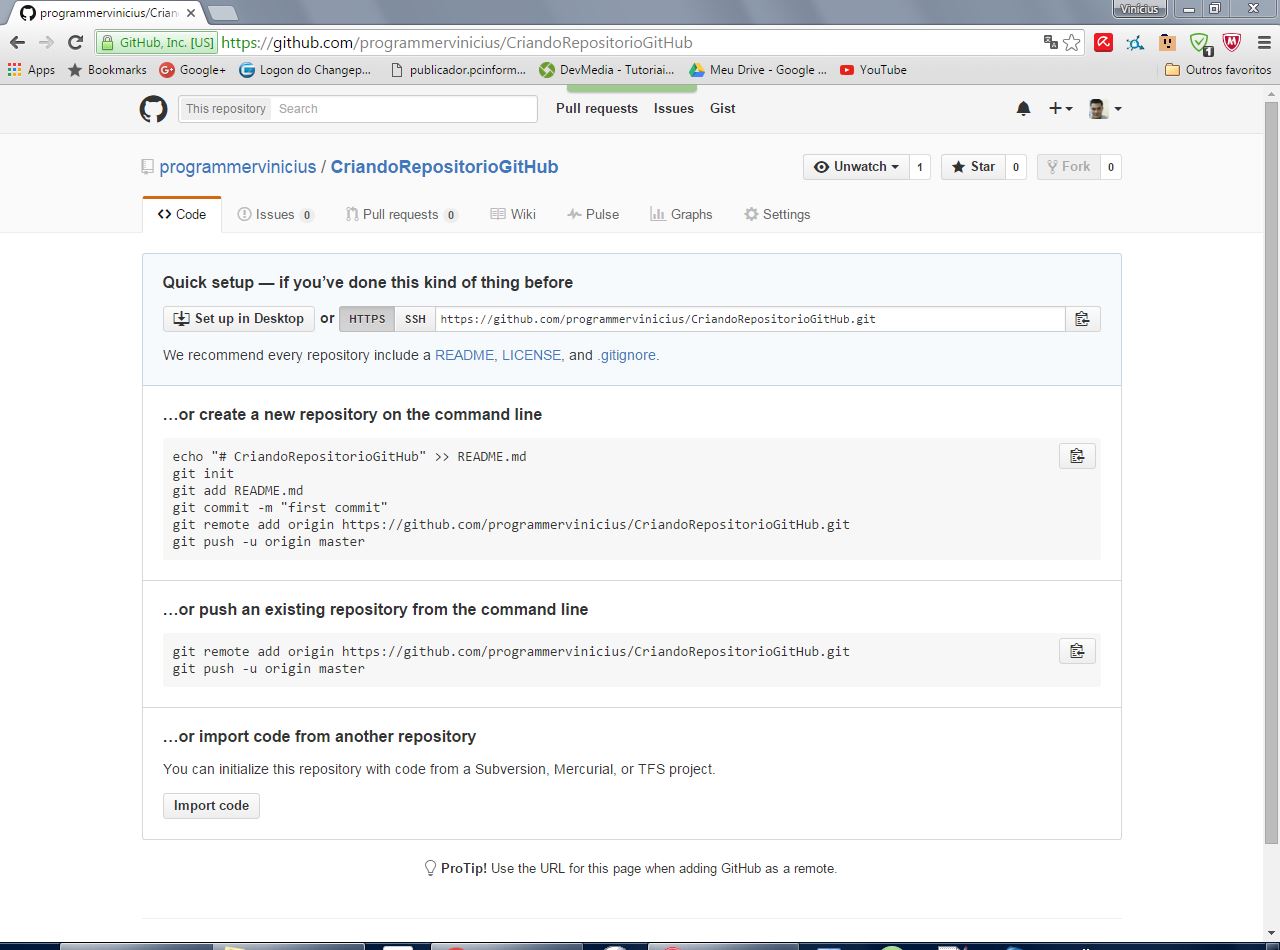 programmervinicius/Crian
Vinícius
GitHub, Inc. [US] https://github.com/programmervinicius/CriandoRepositorioGitHub
Apps Bookmarks Google+ Logon do Changep... publicador.pcinform... DevMedia - Tutoriai... Meu Drive - Google ... YouTube Outros favoritos
This repository Search Pull requests Issues Gist
programmervinicius / CriandoRepositorioGitHub Unwatch 1 Star 0 Fork 0
Code Issues 0 Pull requests 0 Wiki Pulse Graphs Settings
Quick setup — if you’ve done this kind of thing before
Set up in Desktop or HTTPS SSH https://github.com/programmervinicius/CriandoRepositorioGitHub.git
We recommend every repository include a README, LICENSE, and .gitignore.
…or create a new repository on the command line
echo "# CriandoRepositorioGitHub" >> README.md
git init
git add README.md
git commit -m "first commit"
git remote add origin https://github.com/programmervinicius/CriandoRepositorioGitHub.git
git push -u origin master
…or push an existing repository from the command line
git remote add origin https://github.com/programmervinicius/CriandoRepositorioGitHub.git
git push -u origin master
…or import code from another repository
You can initialize this repository with code from a Subversion, Mercurial, or TFS project.
Import code
ProTip! Use the URL for this page when adding GitHub as a remote.